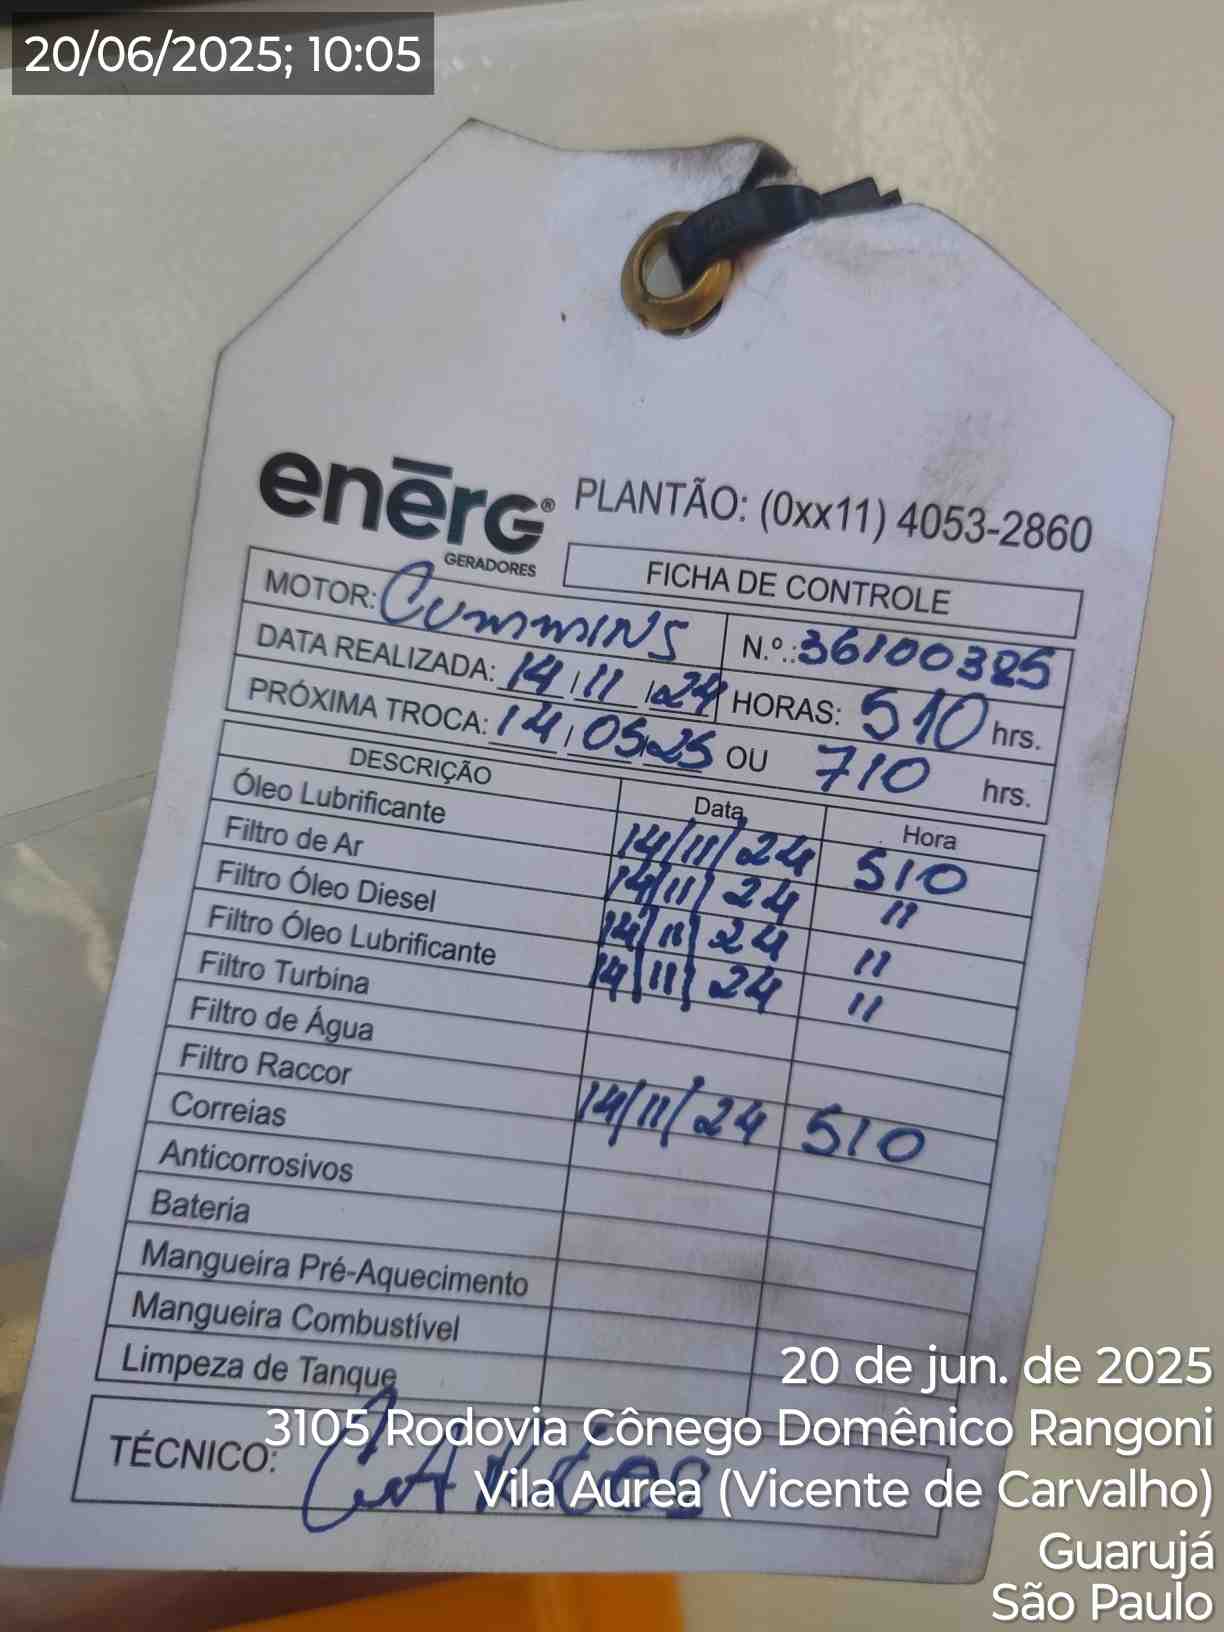 20/06/2025; 10:05
enērG®
GERADORES
PLANTÃO: (0xx11) 4053-2860
FICHA DE CONTROLE
MOTOR: Cummins N.º.: 36100385
DATA REALIZADA: 14/11/24 HORAS: 510 hrs.
PRÓXIMA TROCA: 14/05/25 OU 710 hrs.
DESCRIÇÃO Data Hora
Óleo Lubrificante 14/11/24 510
Filtro de Ar 14/11/24 "
Filtro Óleo Diesel 14/11/24 "
Filtro Óleo Lubrificante 14/11/24 "
Filtro Turbina
Filtro de Água
Filtro Raccor 14/11/24 510
Correias
Anticorrosivos
Bateria
Mangueira Pré-Aquecimento
Mangueira Combustível
Limpeza de Tanque
TÉCNICO:
20 de jun. de 2025
3105 Rodovia Cônego Domênico Rangoni
Vila Aurea (Vicente de Carvalho)
Guarujá
São Paulo